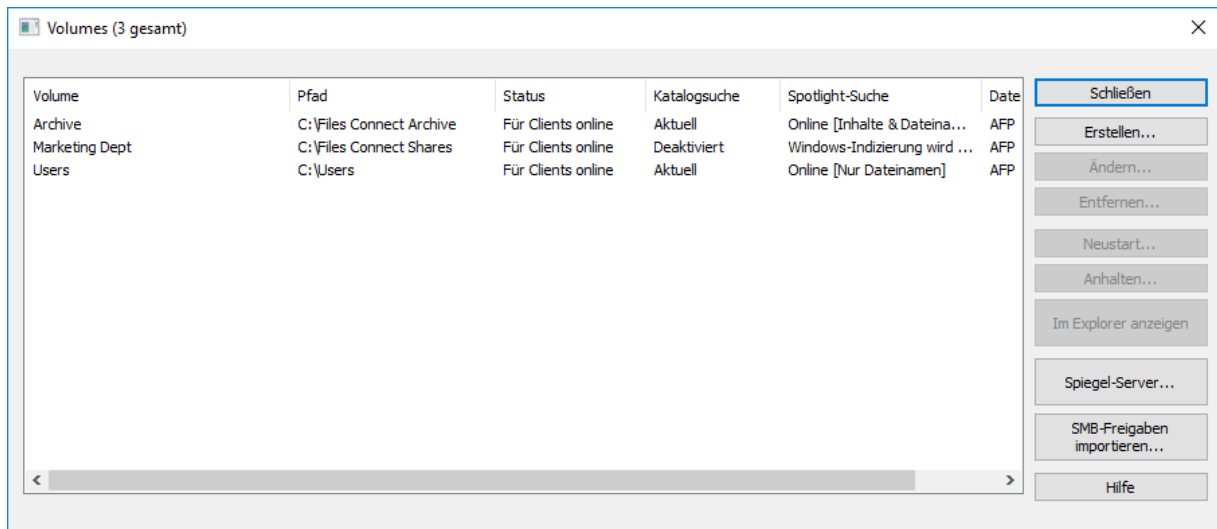 Volumes (3 gesamt)
Volume Pfad Status Katalogsuche Spotlight-Suche Date
Archive C:\Files Connect Archive Für Clients online Aktuell Online [Inhalte & Dateina... AFP
Marketing Dept C:\Files Connect Shares Für Clients online Deaktiviert Windows-Indizierung wird ... AFP
Users C:\Users Für Clients online Aktuell Online [Nur Dateinamen] AFP
Schließen
Erstellen...
Ändern...
Entfernen...
Neustart...
Anhalten...
Im Explorer anzeigen
Spiegel-Server...
SMB-Freigaben
importieren...
Hilfe